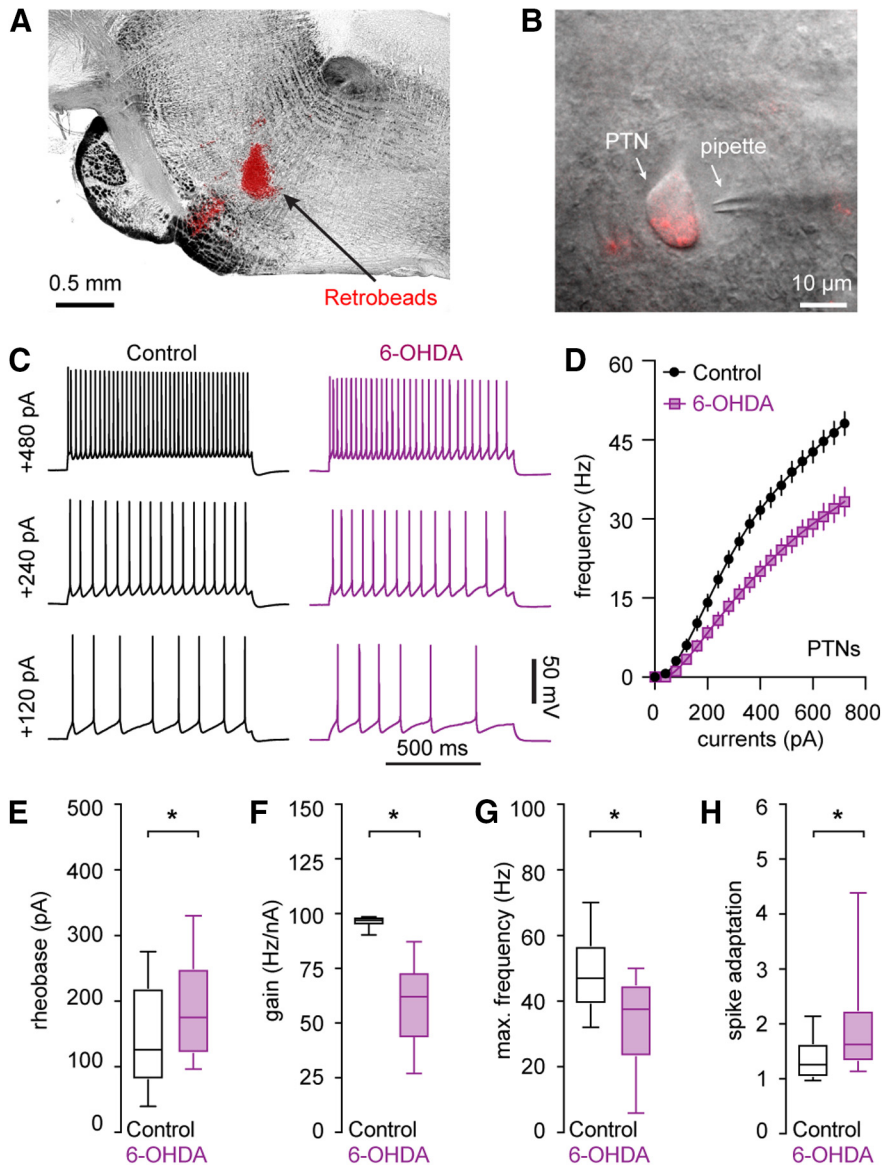 A
0.5 mm
Retrobeads
B
PTN
pipette
10 µm
C
Control
6-OHDA
+480 pA
+240 pA
+120 pA
50 mV
500 ms
D
Control
6-OHDA
frequency (Hz)
60
45
30
15
0
PTNs
0 200 400 600 800
currents (pA)
E
*
rheobase (pA)
500
400
300
200
100
0
Control
6-OHDA
F
*
gain (Hz/nA)
150
125
100
75
50
25
0
Control
6-OHDA
G
*
max. frequency (Hz)
100
80
60
40
20
0
Control
6-OHDA
H
*
spike adaptation
6
5
4
3
2
1
0
Control
6-OHDA